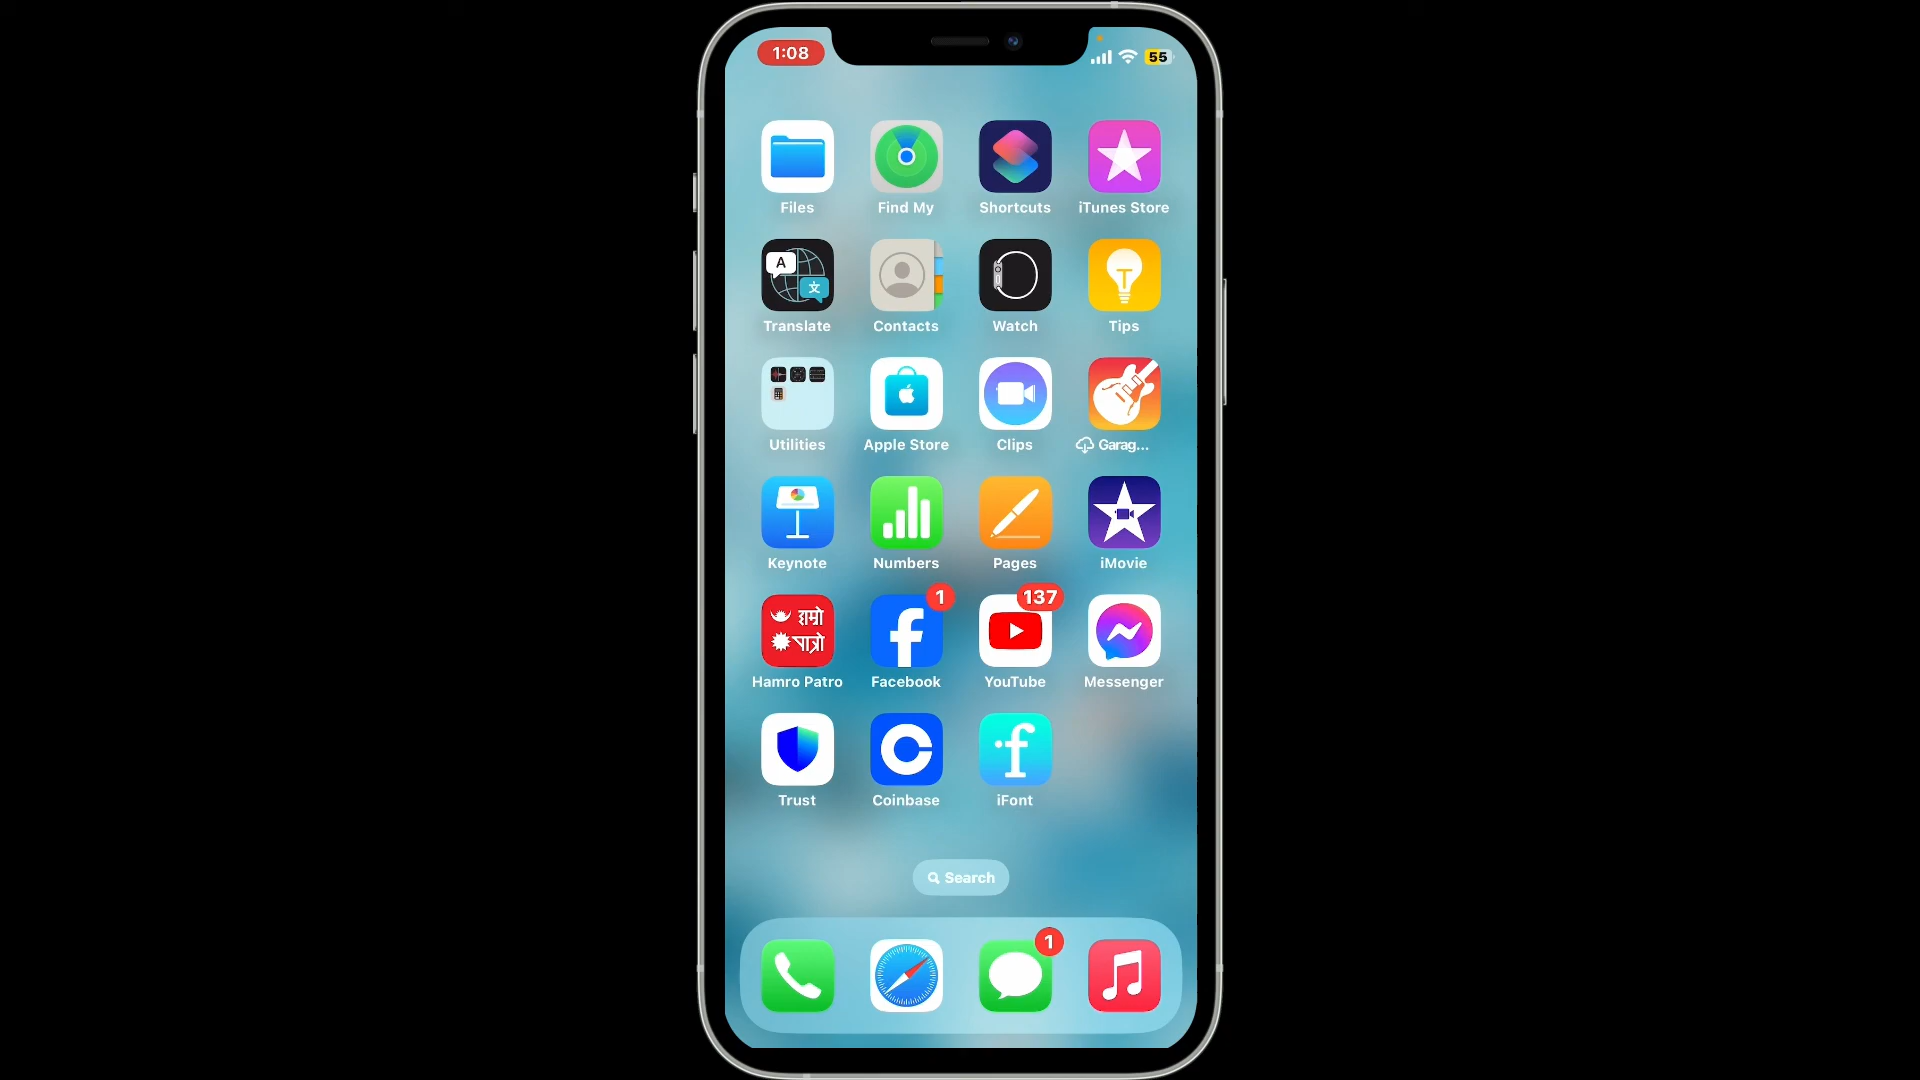 1:08
55
Files
Find My
Shortcuts
iTunes Store
A
文
Translate
Contacts
Watch
Tips
Utilities
Apple Store
Clips
Garag...
Keynote
Numbers
Pages
iMovie
हाम्रो
पात्रो
1
137
Hamro Patro
Facebook
YouTube
Messenger
Trust
Coinbase
iFont
Search
1